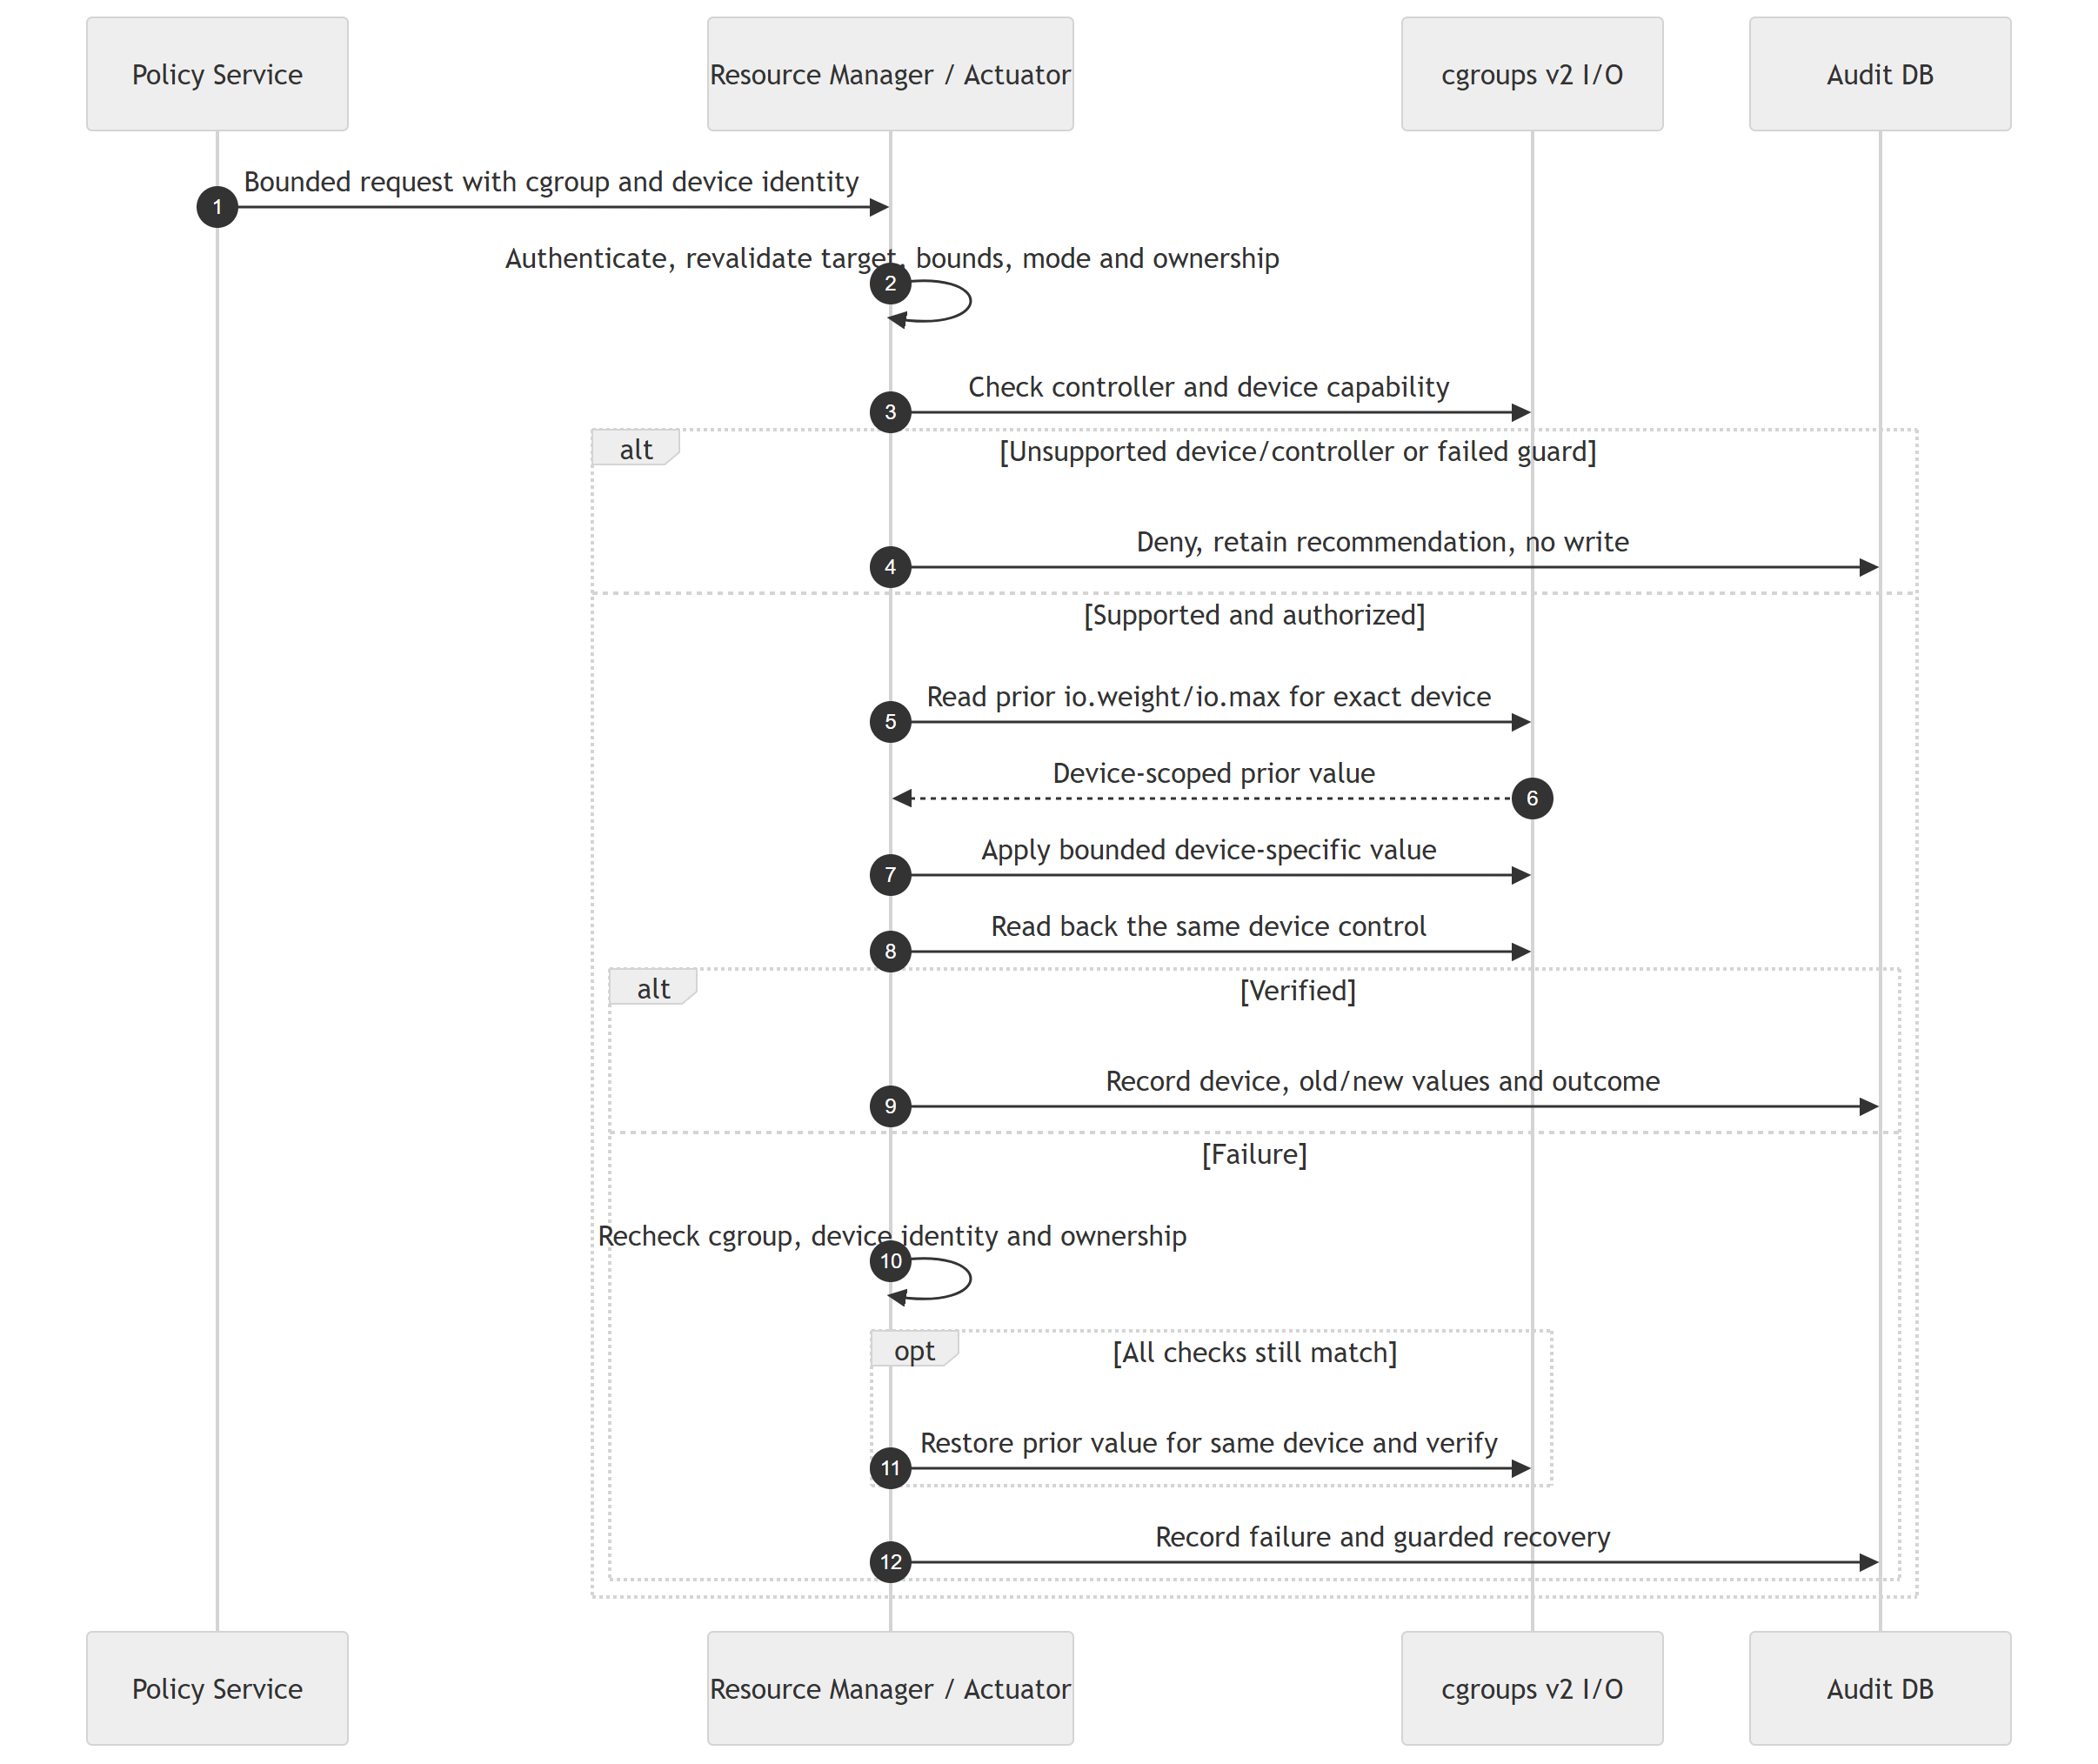 Policy Service
Resource Manager / Actuator
cgroups v2 I/O
Audit DB
Bounded request with cgroup and device identity
1
Authenticate, revalidate target, bounds, mode and ownership
2
Check controller and device capability
3
alt
[Unsupported device/controller or failed guard]
Deny, retain recommendation, no write
4
[Supported and authorized]
Read prior io.weight/io.max for exact device
5
Device-scoped prior value
6
Apply bounded device-specific value
7
Read back the same device control
8
alt
[Verified]
Record device, old/new values and outcome
9
[Failure]
Recheck cgroup, device identity and ownership
10
opt
[All checks still match]
Restore prior value for same device and verify
11
Record failure and guarded recovery
12
Policy Service
Resource Manager / Actuator
cgroups v2 I/O
Audit DB